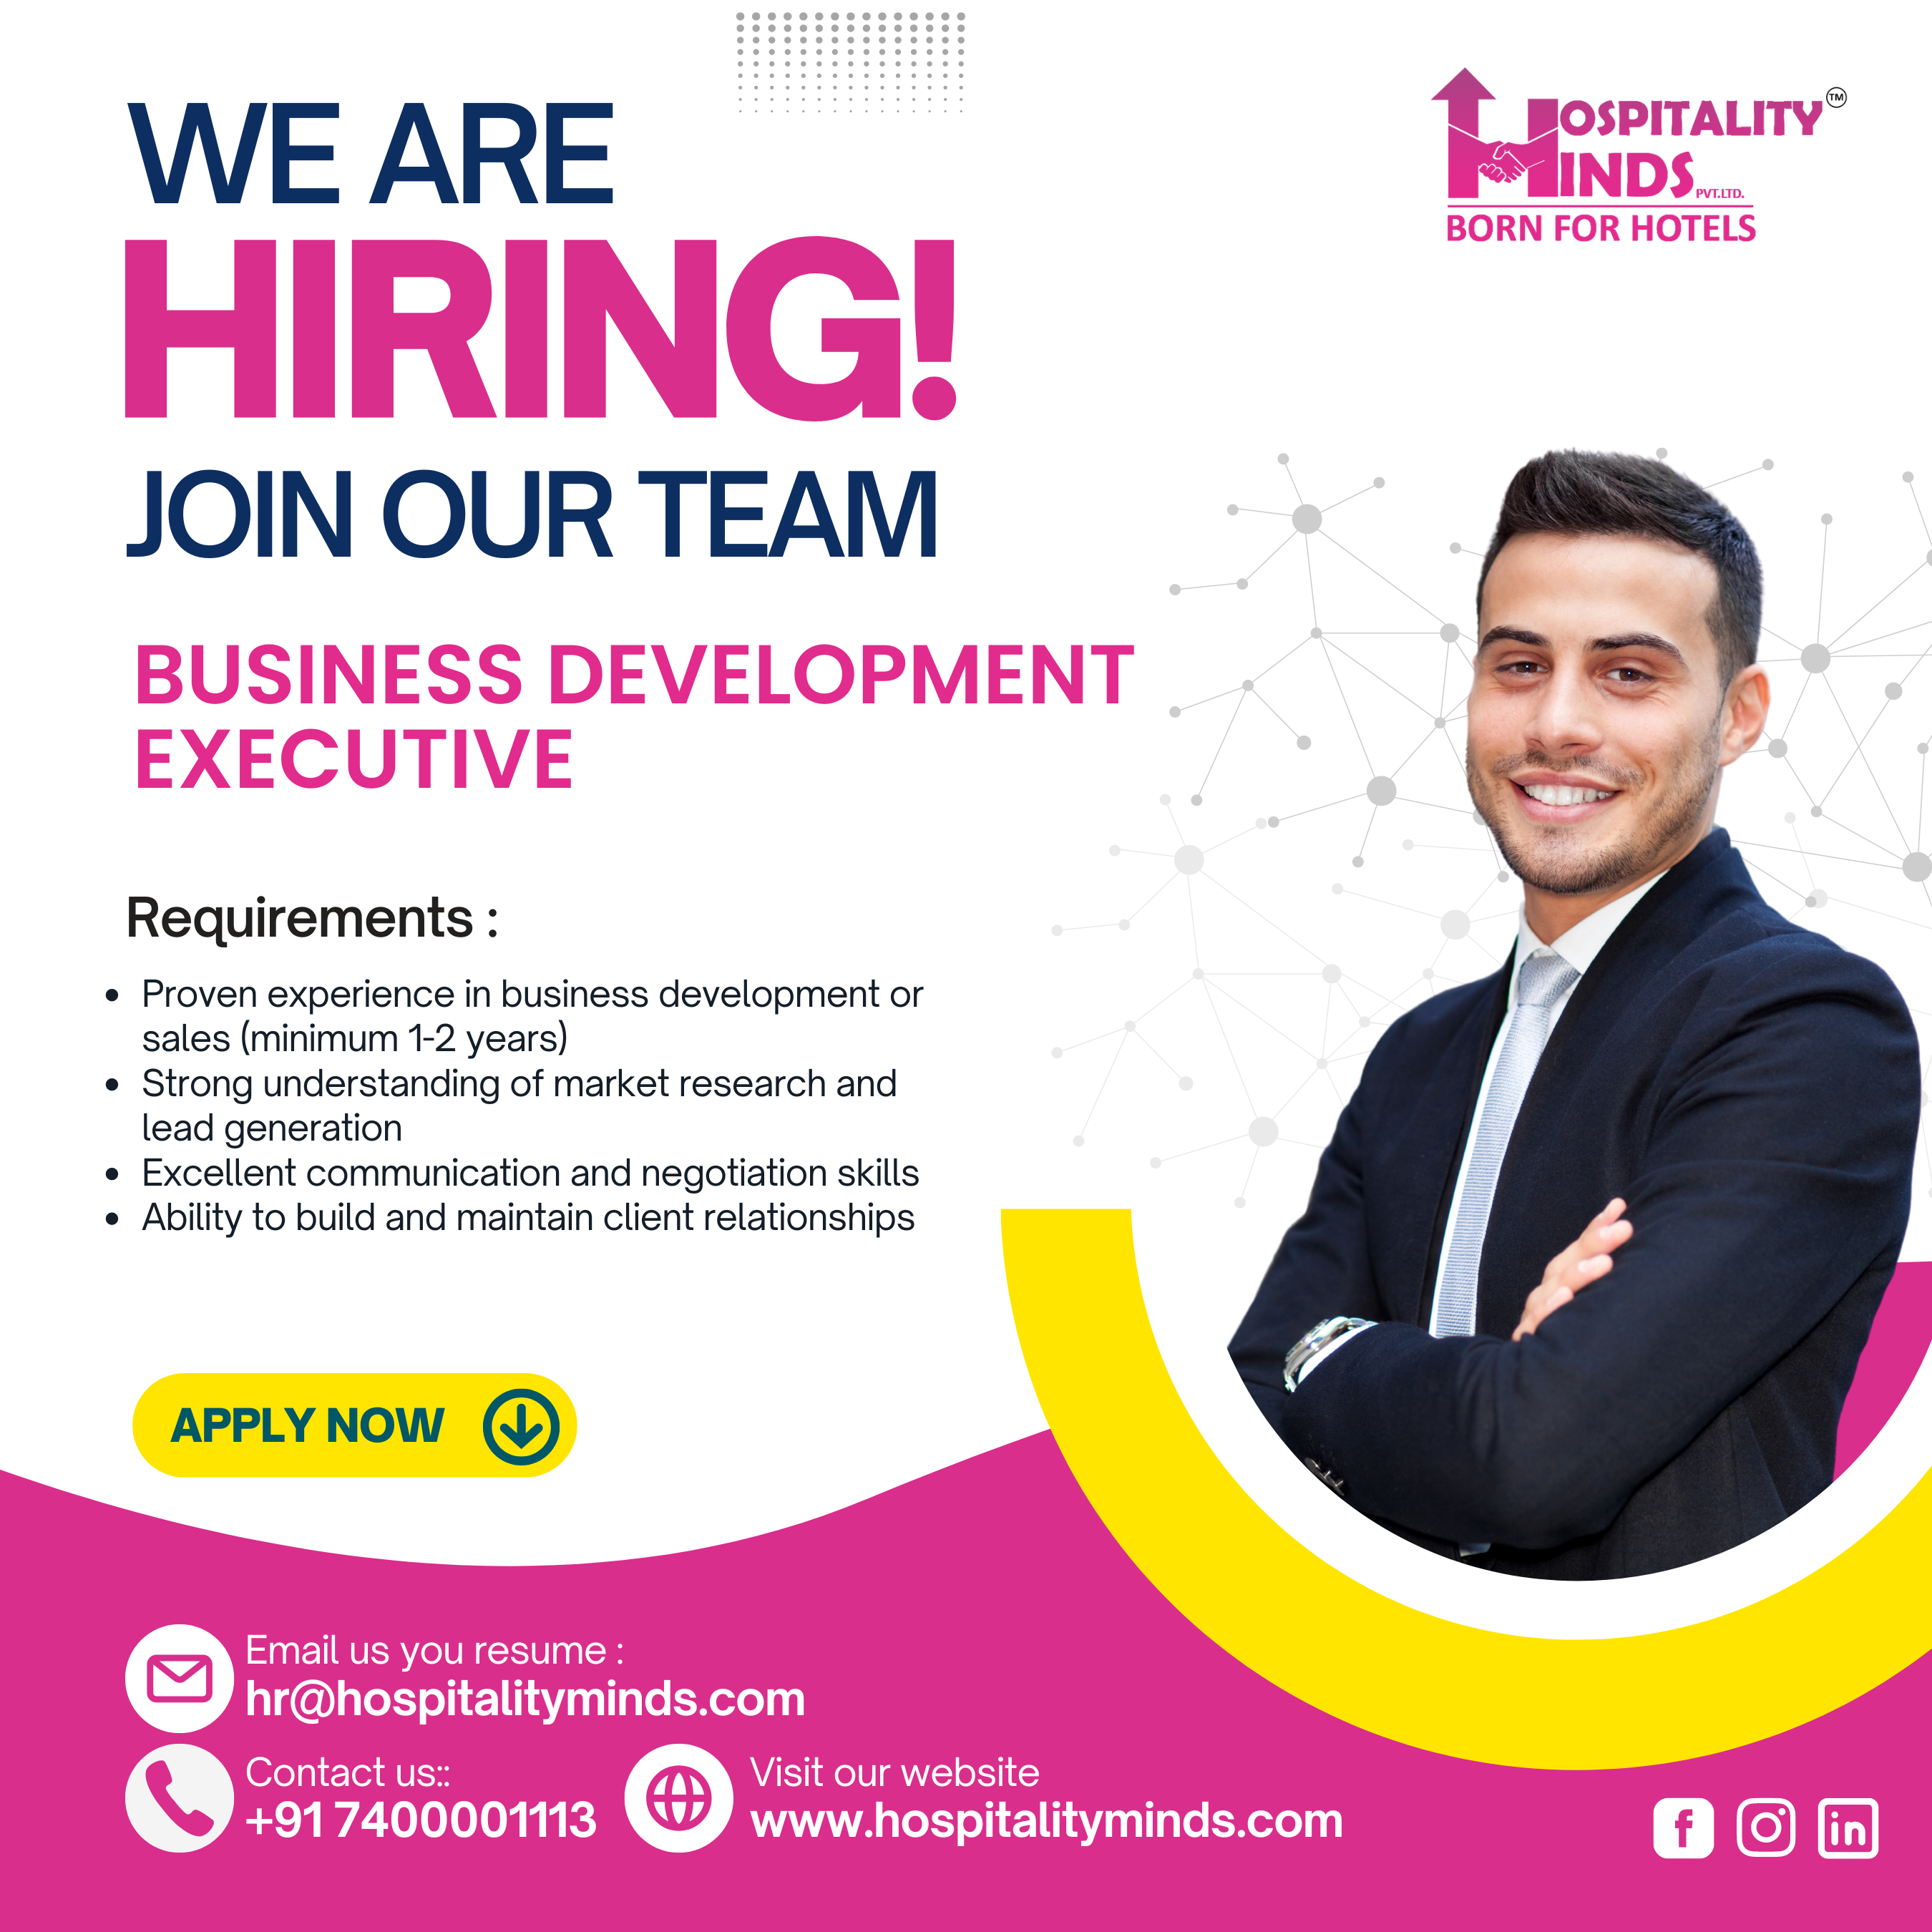 WE ARE
HIRING!
JOIN OUR TEAM
HOSPITALITY TM
MINDS PVT.LTD.
BORN FOR HOTELS
BUSINESS DEVELOPMENT
EXECUTIVE
Requirements :
• Proven experience in business development or
sales (minimum 1-2 years)
• Strong understanding of market research and
lead generation
• Excellent communication and negotiation skills
• Ability to build and maintain client relationships
APPLY NOW
Email us you resume :
hr@hospitalityminds.com
Contact us::
+91 7400001113
Visit our website
www.hospitalityminds.com